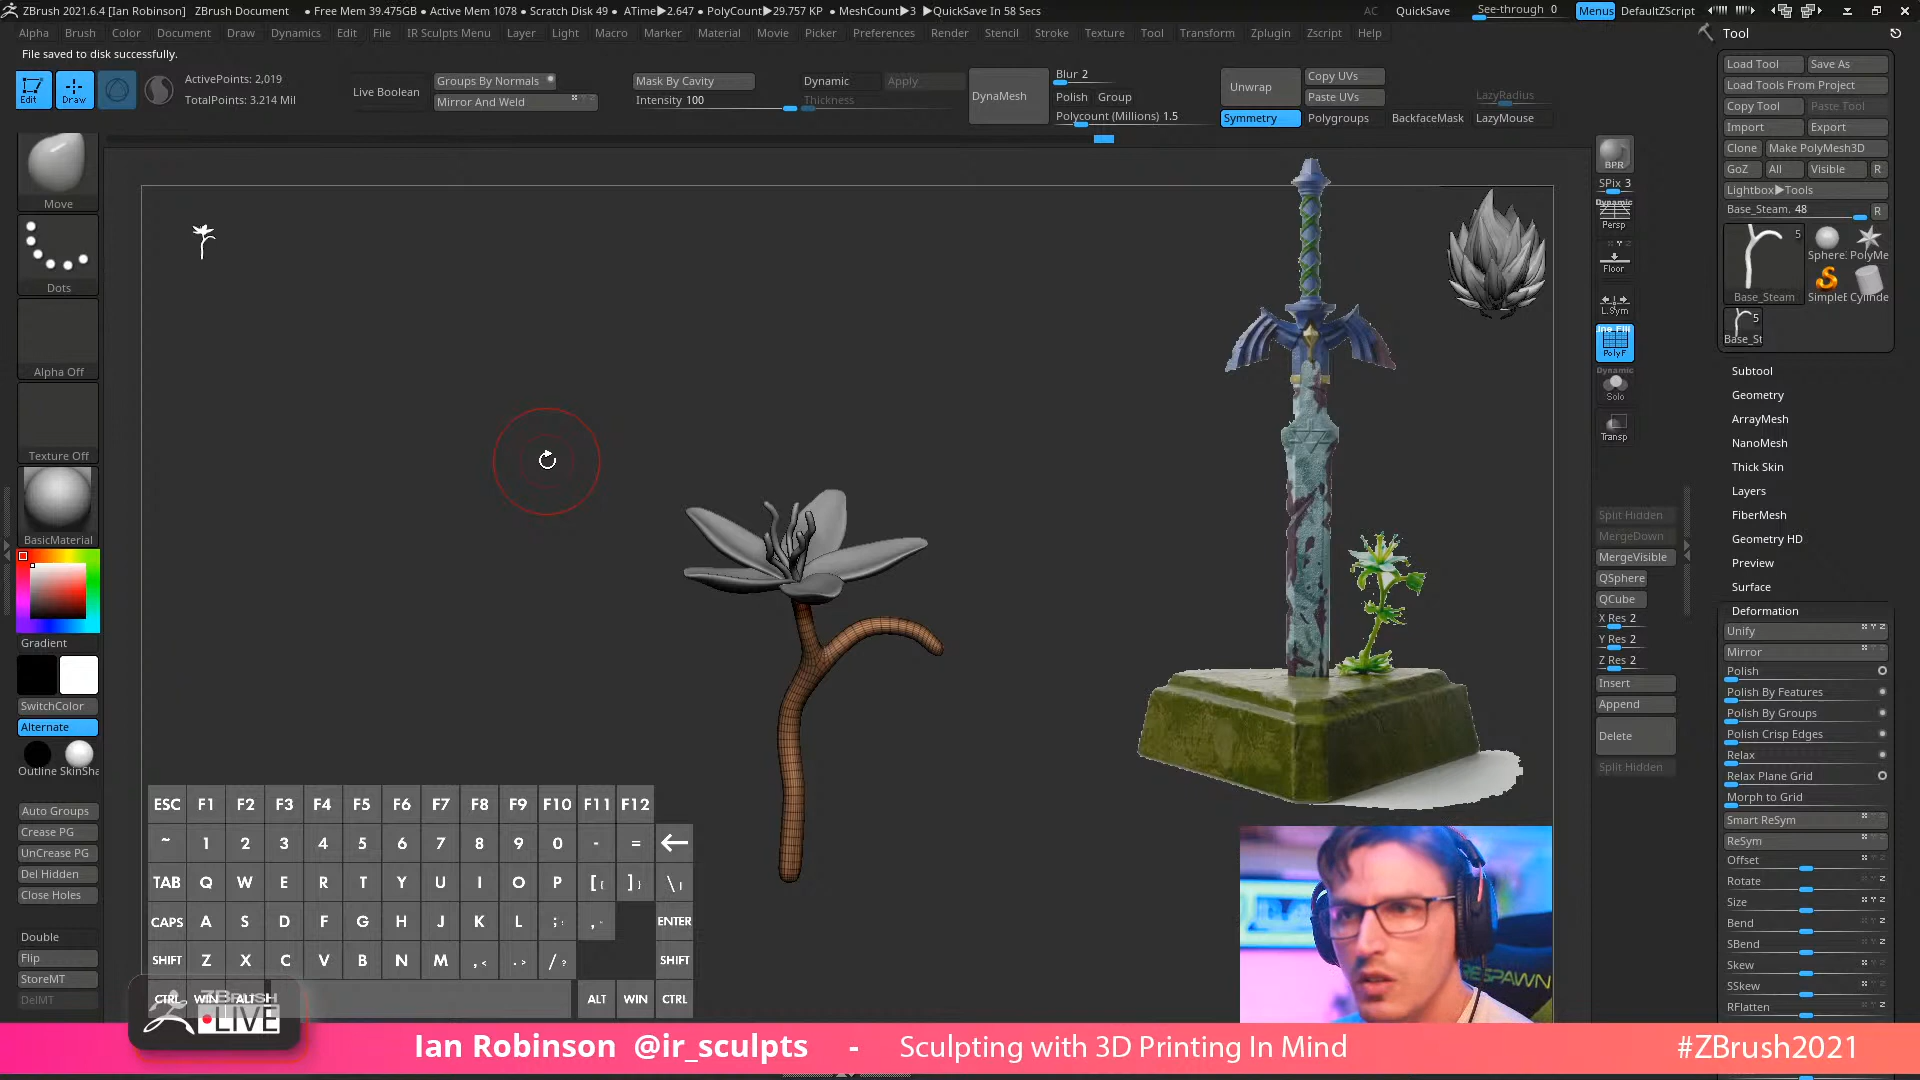 ZBrush 2021.6.4 [Ian Robinson] ZBrush Document • Free Mem 39.475GB • Active Mem 1078 • Scratch Disk 49 • ATime▶2.647 • PolyCount▶29.757 KP • MeshCount▶3 ▶QuickSave In 58 Secs AC QuickSave See-through 0 Menus DefaultZScript
Alpha Brush Color Document Draw Dynamics Edit File IR Sculpts Menu Layer Light Macro Marker Material Movie Picker Preferences Render Stencil Stroke Texture Tool Transform Zplugin Zscript Help
File saved to disk successfully.
Edit
Draw
ActivePoints: 2,019
TotalPoints: 3.214 Mil
Live Boolean
Groups By Normals
Mirror And Weld
Mask By Cavity
Intensity 100
Dynamic Apply
Thickness
DynaMesh
Blur 2
Polish Group
Polycount (Millions) 1.5
Unwrap
Copy UVs
Paste UVs
Symmetry Polygroups BackfaceMask LazyMouse
LazyRadius
Move
Dots
Alpha Off
Texture Off
BasicMaterial
Gradient
SwitchColor
Alternate
Outline SkinSha
Auto Groups
Crease PG
UnCrease PG
Del Hidden
Close Holes
Double
Flip
StoreMT
DelMT
ESC F1 F2 F3 F4 F5 F6 F7 F8 F9 F10 F11 F12
~ 1 2 3 4 5 6 7 8 9 0 - =
TAB Q W E R T Y U I O P [ { ] } \ |
CAPS A S D F G H J K L ; : ENTER
SHIFT Z X C V B N M , < . > / ? SHIFT
CTRL WIN ALT ALT WIN CTRL
ZBRUSH
LIVE
RESPAWN
Ian Robinson @ir_sculpts - Sculpting with 3D Printing In Mind #ZBrush2021
BPR
SPix 3
Dynamic
Persp
Floor
L.Sym
Line Fill
PolyF
Dynamic
Solo
Transp
Split Hidden
MergeDown
MergeVisible
QSphere
QCube
X Res 2
Y Res 2
Z Res 2
Insert
Append
Delete
Split Hidden
Tool
Load Tool Save As
Load Tools From Project
Copy Tool Paste Tool
Import Export
Clone Make PolyMesh3D
GoZ All Visible R
Lightbox▶Tools
Base_Steam. 48 R
5
Sphere. PolyMe
Base_Steam SimpleE Cylinde
5
Base_St
Subtool
Geometry
ArrayMesh
NanoMesh
Thick Skin
Layers
FiberMesh
Geometry HD
Preview
Surface
Deformation
Unify
Mirror
Polish
Polish By Features
Polish By Groups
Polish Crisp Edges
Relax
Relax Plane Grid
Morph to Grid
Smart ReSym
ReSym
Offset
Rotate
Size
Bend
SBend
Skew
SSkew
RFlatten